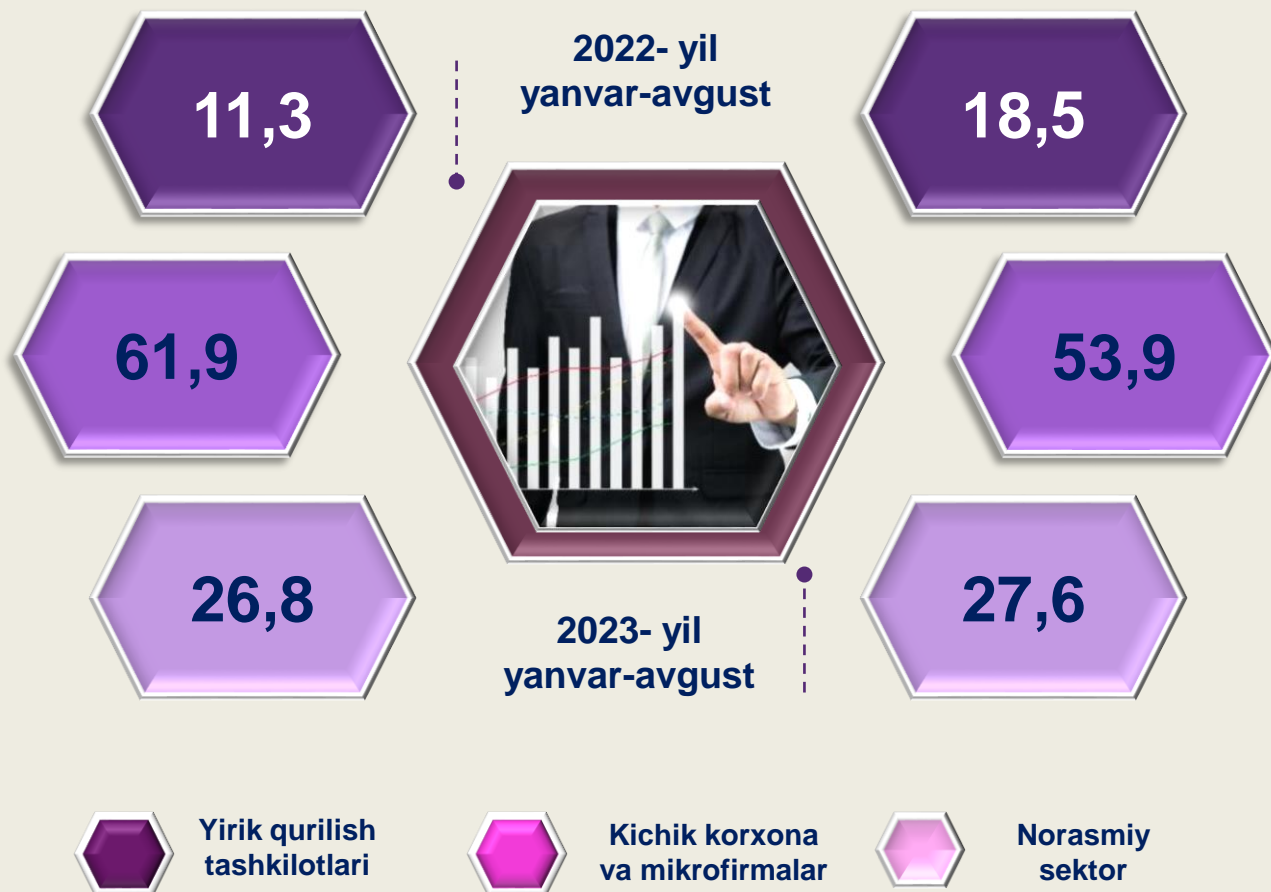 11,3
2022- yil
yanvar-avgust
18,5
61,9
53,9
26,8
27,6
2023- yil
yanvar-avgust
Yirik qurilish
tashkilotlari
Kichik korxona
va mikrofirmalar
Norasmiy
sektor